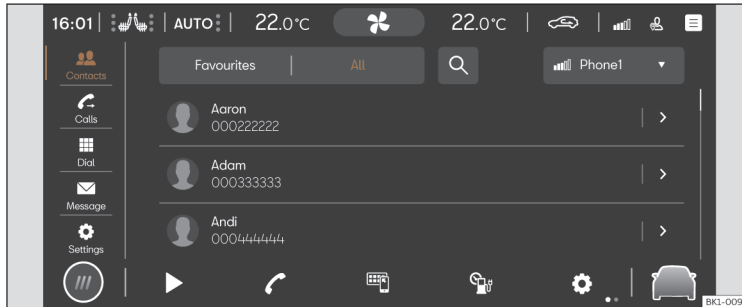 16:01 AUTO 22.0°C 22.0°C
Contacts
Favourites All Phone1
Calls
Aaron
000222222
Dial
Adam
000333333
Message
Andi
000444444
Settings
BK1-009